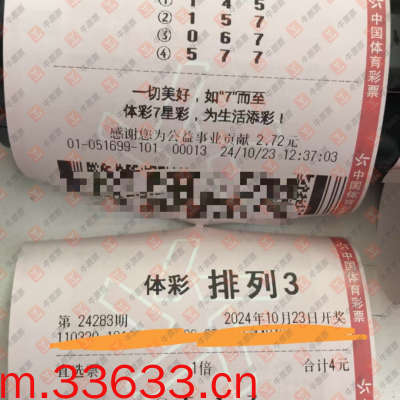 ① 1 4 5
② 1 5 7
③ 0 6 7
④ 5 7 7
一切美好，如"7"而至
体彩7星彩，为生活添彩！
感谢您为公益事业贡献 2.72元
01-051699-101 00013 24/10/23 12:37:03
中国体育彩票
中国体育彩票
体彩 排列3
第 24283期 2024年10月23日开奖
直选票 1倍 合计4元
中国体育彩票
m.33633.cn